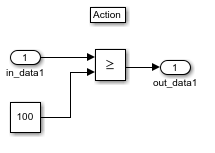 Action
1
in_data1
≥
1
out_data1
100